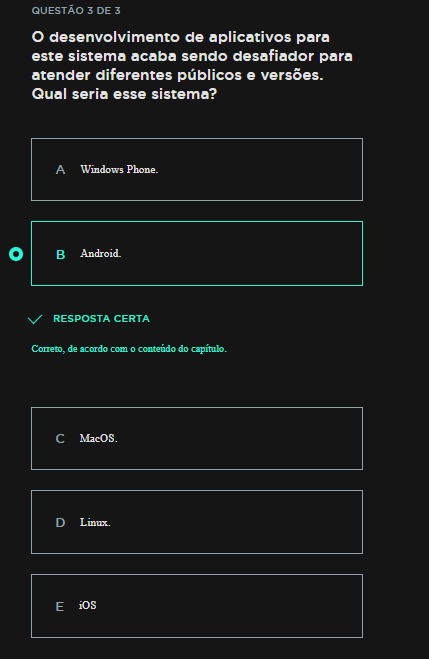 QUESTÃO 3 DE 3
O desenvolvimento de aplicativos para
este sistema acaba sendo desafiador para
atender diferentes públicos e versões.
Qual seria esse sistema?
A Windows Phone.
B Android.
RESPOSTA CERTA
Correto, de acordo com o conteúdo do capítulo.
C MacOS.
D Linux.
E iOS